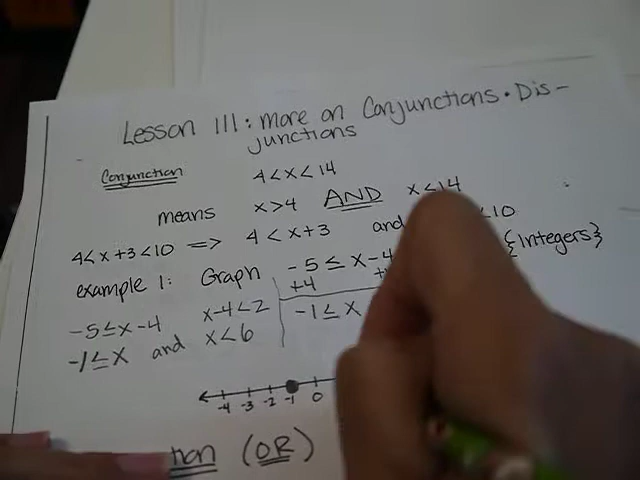 Lesson 111: More on Conjunctions • Dis-
junctions
Conjunction 4 < x < 14
means x > 4 AND x < 14
4 < x + 3 < 10 => 4 < x + 3 and < 10
example 1: Graph -5 ≤ x - 4 {Integers}
+4
-5 ≤ x - 4 x - 4 < 2 -1 ≤ x
-1 ≤ x and x < 6
-4 -3 -2 -1 0
(OR)